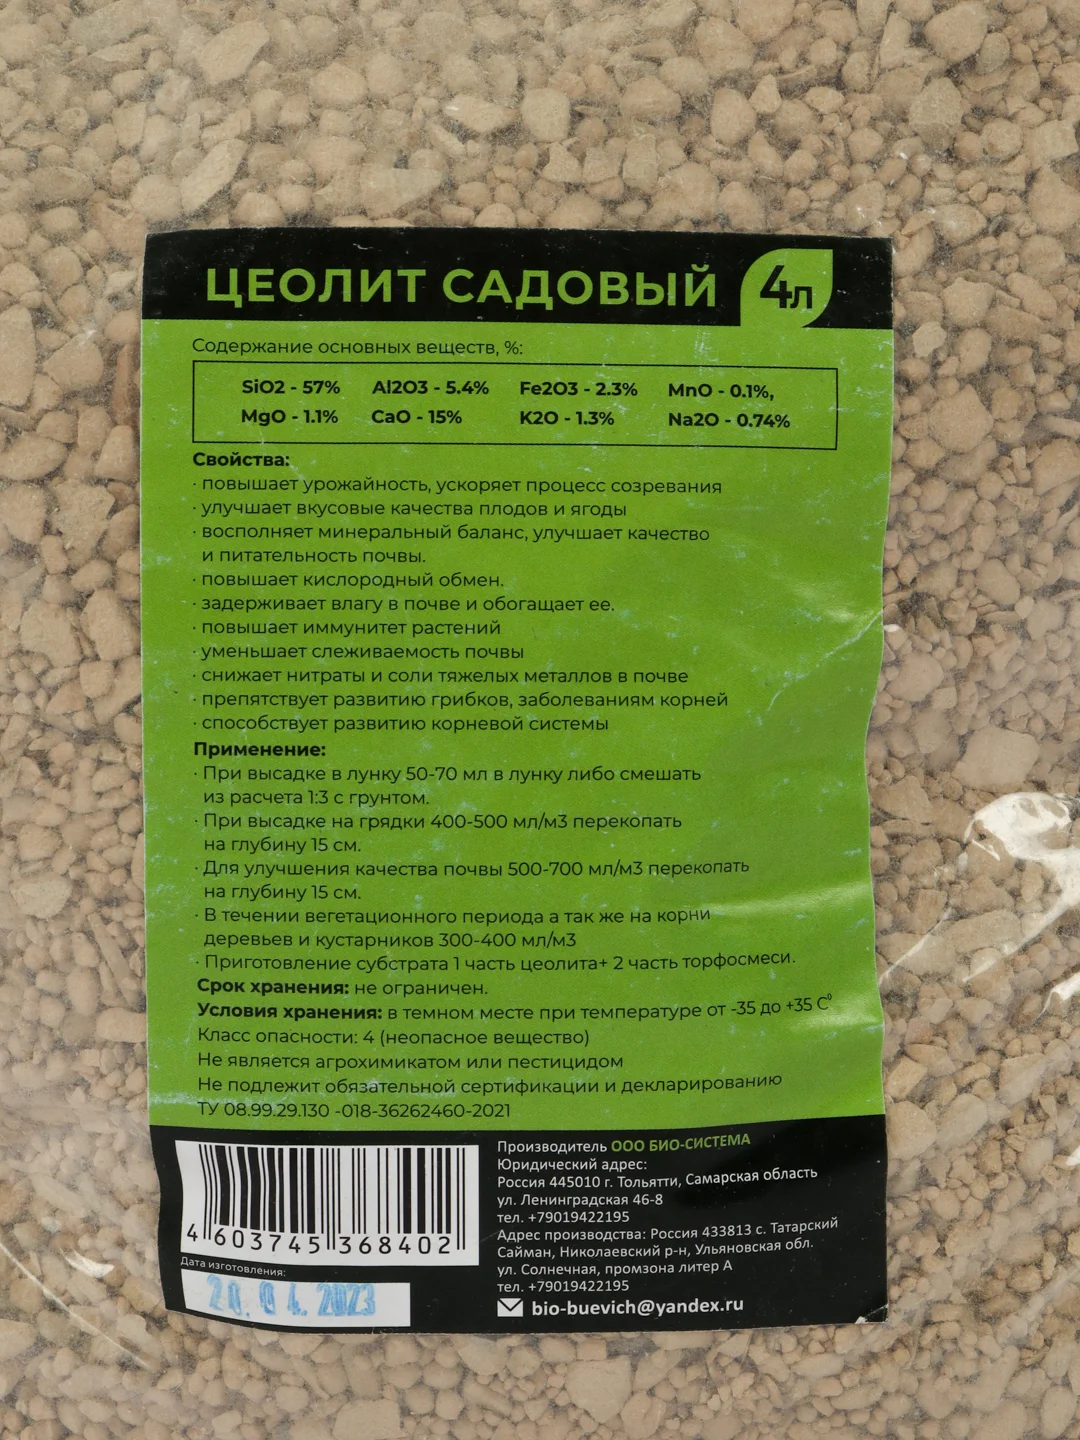 ЦЕОЛИТ САДОВЫЙ 4л
Содержание основных веществ, %:
SiO2 - 57% Al2O3 - 5.4% Fe2O3 - 2.3% MnO - 0.1%,
MgO - 1.1% CaO - 15% K2O - 1.3% Na2O - 0.74%
Свойства:
· повышает урожайность, ускоряет процесс созревания
· улучшает вкусовые качества плодов и ягоды
· восполняет минеральный баланс, улучшает качество
и питательность почвы.
· повышает кислородный обмен.
· задерживает влагу в почве и обогащает ее.
· повышает иммунитет растений
· уменьшает слеживаемость почвы
· снижает нитраты и соли тяжелых металлов в почве
· препятствует развитию грибков, заболеваниям корней
· способствует развитию корневой системы
Применение:
· При высадке в лунку 50-70 мл в лунку либо смешать
из расчета 1:3 с грунтом.
· При высадке на грядки 400-500 мл/м3 перекопать
на глубину 15 см.
· Для улучшения качества почвы 500-700 мл/м3 перекопать
на глубину 15 см.
· В течении вегетационного периода а так же на корни
деревьев и кустарников 300-400 мл/м3
· Приготовление субстрата 1 часть цеолита+ 2 часть торфосмеси.
Срок хранения: не ограничен.
Условия хранения: в темном месте при температуре от -35 до +35 С⁰
Класс опасности: 4 (неопасное вещество)
Не является агрохимикатом или пестицидом
Не подлежит обязательной сертификации и декларированию
ТУ 08.99.29.130 -018-36262460-2021
4 603745 368402
Дата изготовления:
20.04.2023
Производитель ООО БИО-СИСТЕМА
Юридический адрес:
Россия 445010 г. Тольятти, Самарская область
ул. Ленинградская 46-8
тел. +79019422195
Адрес производства: Россия 433813 с. Татарский
Сайман, Николаевский р-н, Ульяновская обл.
ул. Солнечная, промзона литер А
тел. +79019422195
bio-buevich@yandex.ru